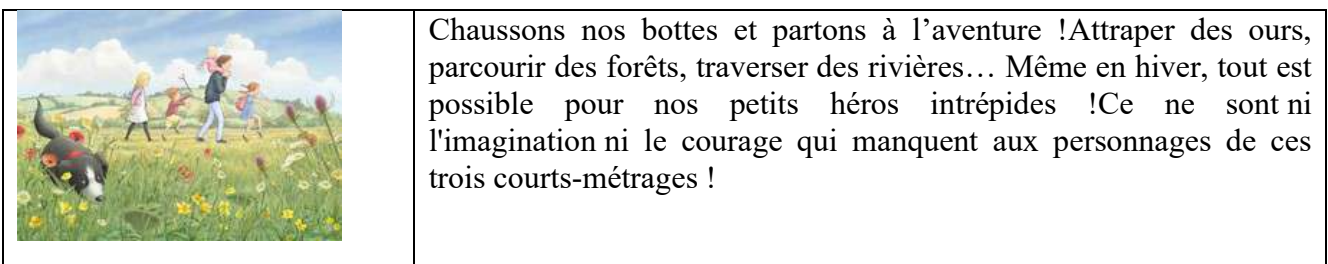 Chaussons nos bottes et partons à l’aventure !Attraper des ours,
parcourir des forêts, traverser des rivières… Même en hiver, tout est
possible pour nos petits héros intrépides !Ce ne sont ni
l'imagination ni le courage qui manquent aux personnages de ces
trois courts-métrages !